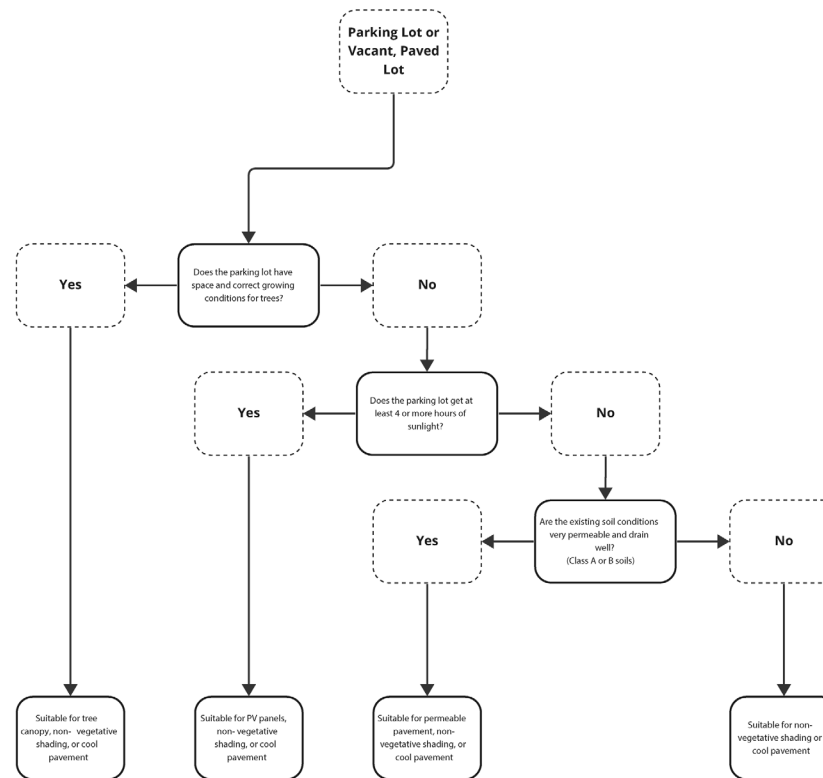 Parking Lot or
Vacant, Paved
Lot
Yes
Does the parking lot have
space and correct growing
conditions for trees?
No
Yes
Does the parking lot get at
least 4 or more hours of
sunlight?
No
Yes
Are the existing soil conditions
very permeable and drain
well?
(Class A or B soils)
No
Suitable for tree
canopy, non- vegetative
shading, or cool
pavement
Suitable for PV panels,
non- vegetative
shading, or cool
pavement
Suitable for permeable
pavement, non-
vegetative shading, or
cool pavement
Suitable for non-
vegetative shading or
cool pavement